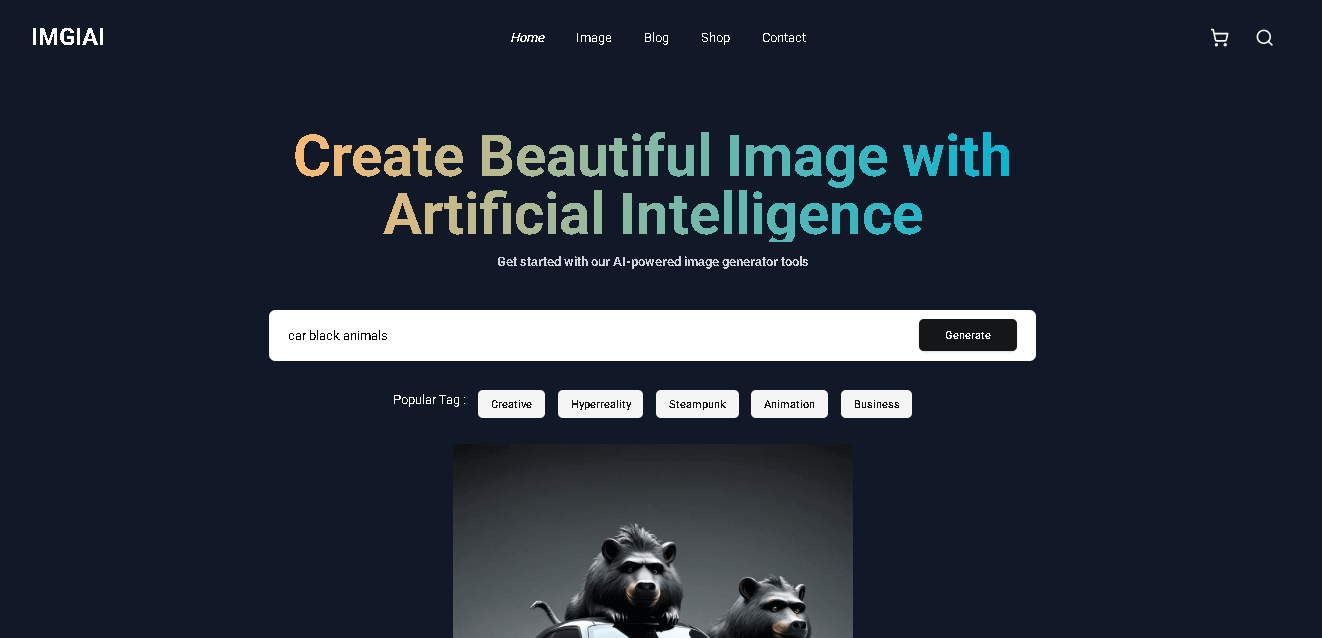 IMGIAI
Home Image Blog Shop Contact
Create Beautiful Image with
Artificial Intelligence
Get started with our AI-powered image generator tools
car black animals
Generate
Popular Tag : Creative Hyperreality Steampunk Animation Business